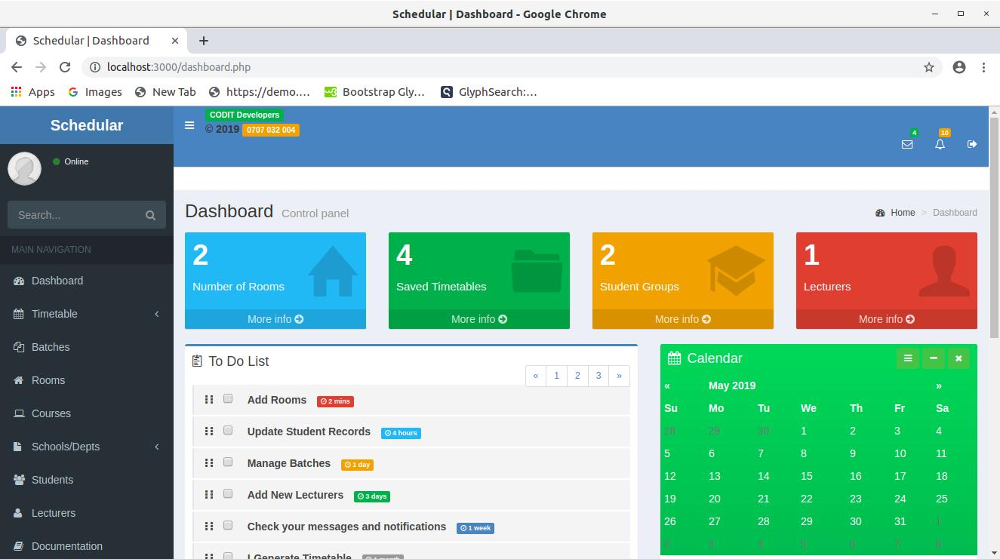 Schedular | Dashboard - Google Chrome
Schedular | Dashboard
localhost:3000/dashboard.php
Apps Images New Tab https://demo.... Bootstrap Gly... GlyphSearch:...
Schedular
CODIT Developers
© 2019 0707 032 004
4
10
Online
Search...
MAIN NAVIGATION
Dashboard
Timetable
Batches
Rooms
Courses
Schools/Depts
Students
Lecturers
Documentation
Dashboard Control panel
Home > Dashboard
2
Number of Rooms
More info
4
Saved Timetables
More info
2
Student Groups
More info
1
Lecturers
More info
To Do List
« 1 2 3 »
Add Rooms 2 mins
Update Student Records 4 hours
Manage Batches 1 day
Add New Lecturers 3 days
Check your messages and notifications 1 week
I Generate Timetable 1 month
Calendar
« May 2019 »
Su Mo Tu We Th Fr Sa
28 29 30 1 2 3 4
5 6 7 8 9 10 11
12 13 14 15 16 17 18
19 20 21 22 23 24 25
26 27 28 29 30 31 1
2 3 4 5 6 7 8